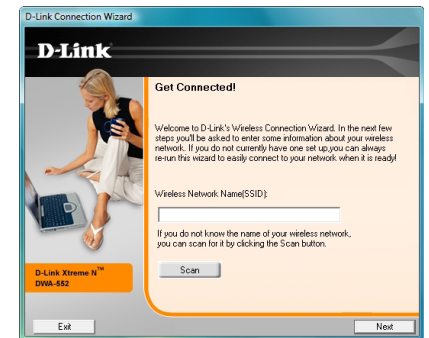 D-Link Connection Wizard
D-Link
Get Connected!
Welcome to D-Link's Wireless Connection Wizard. In the next few
steps you'll be asked to enter some information about your wireless
network. If you do not currently have one set up,you can always
re-run this wizard to easily connect to your network when it is ready!
Wireless Network Name(SSID):
If you do not know the name of your wireless network,
you can scan for it by clicking the Scan button.
Scan
D-Link Xtreme N™
DWA-552
Exit
Next